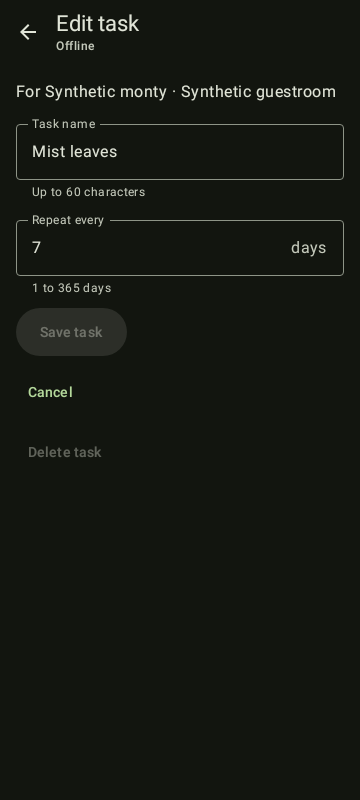 Edit task
Offline
For Synthetic monty · Synthetic guestroom
Task name
Mist leaves
Up to 60 characters
Repeat every
7 days
1 to 365 days
Save task
Cancel
Delete task